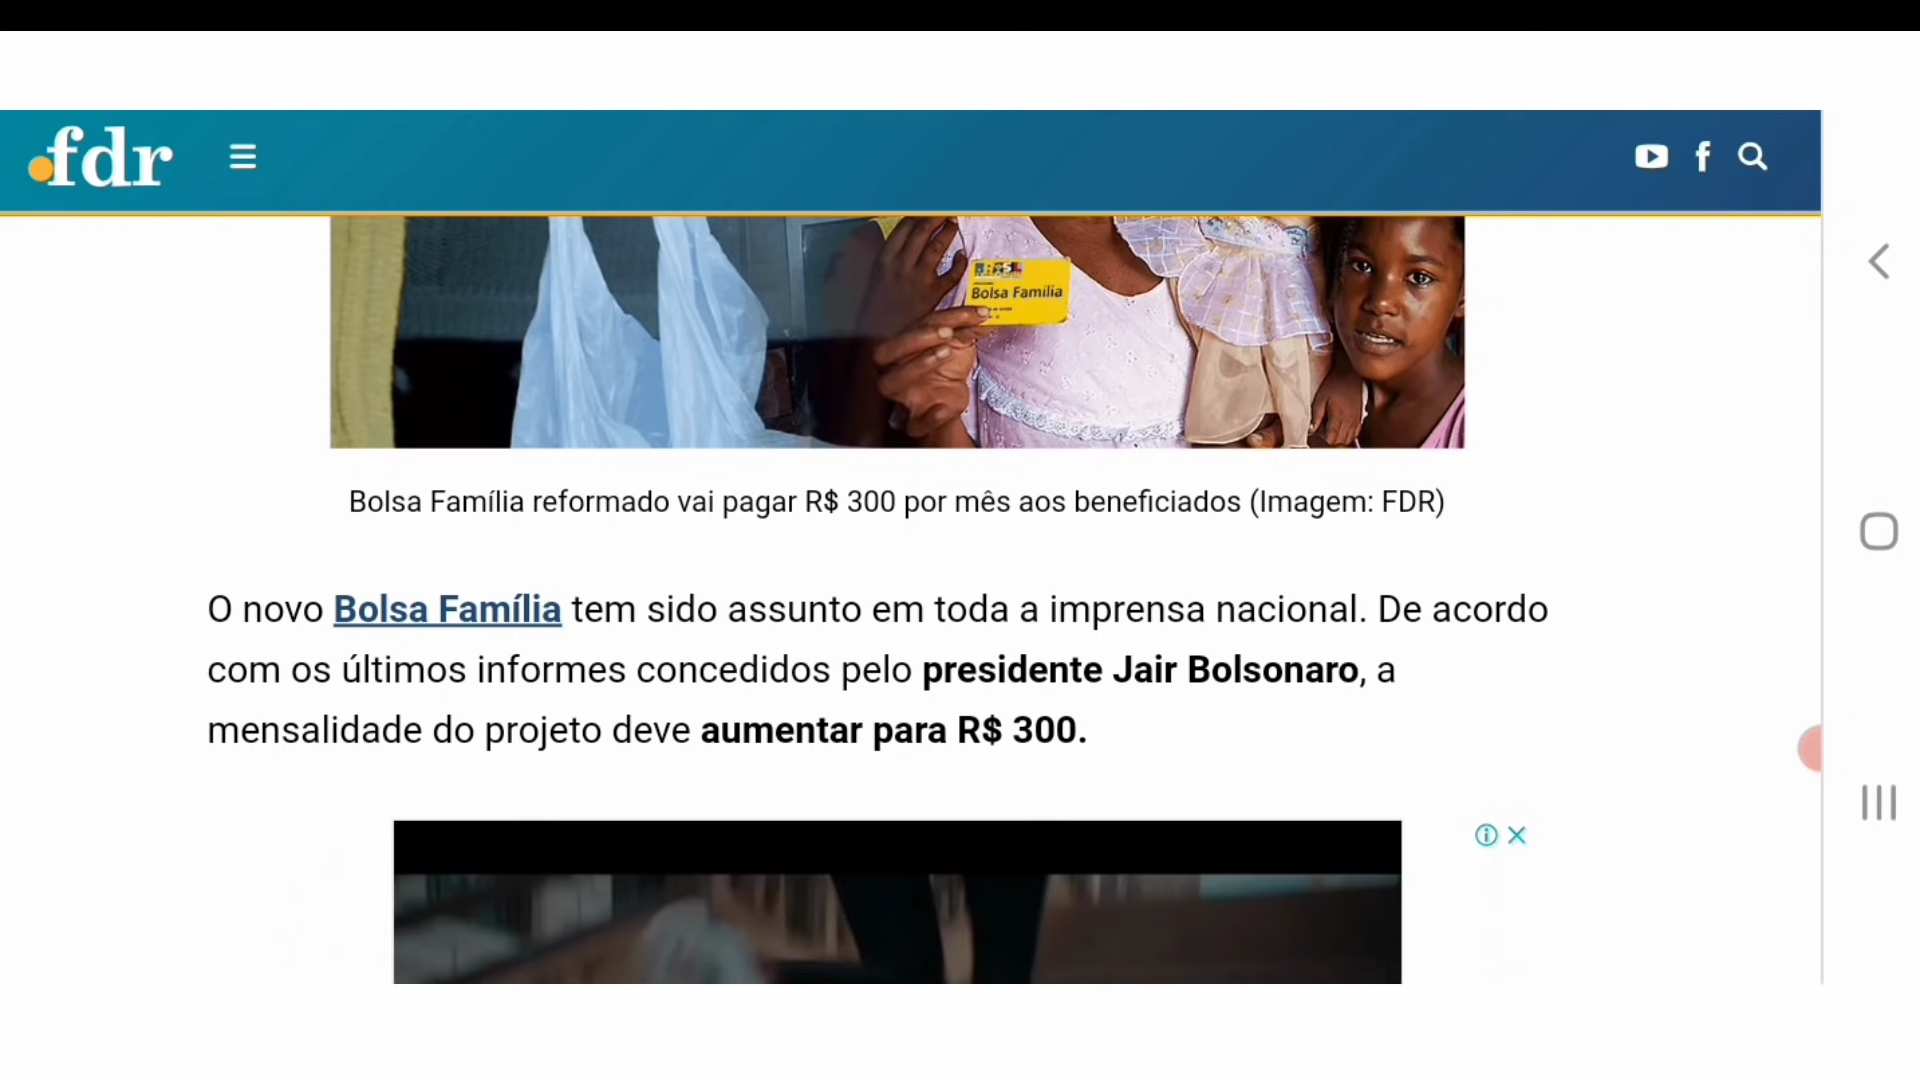 fdr
Bolsa Família
Bolsa Família reformado vai pagar R$ 300 por mês aos beneficiados (Imagem: FDR)
O novo Bolsa Família tem sido assunto em toda a imprensa nacional. De acordo
com os últimos informes concedidos pelo presidente Jair Bolsonaro, a
mensalidade do projeto deve aumentar para R$ 300.